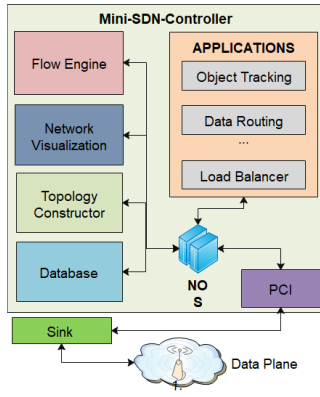 Mini-SDN-Controller
Flow Engine
Network
Visualization
Topology
Constructor
Database
APPLICATIONS
Object Tracking
Data Routing
...
Load Balancer
NO
S
PCI
Sink
Data Plane
1.